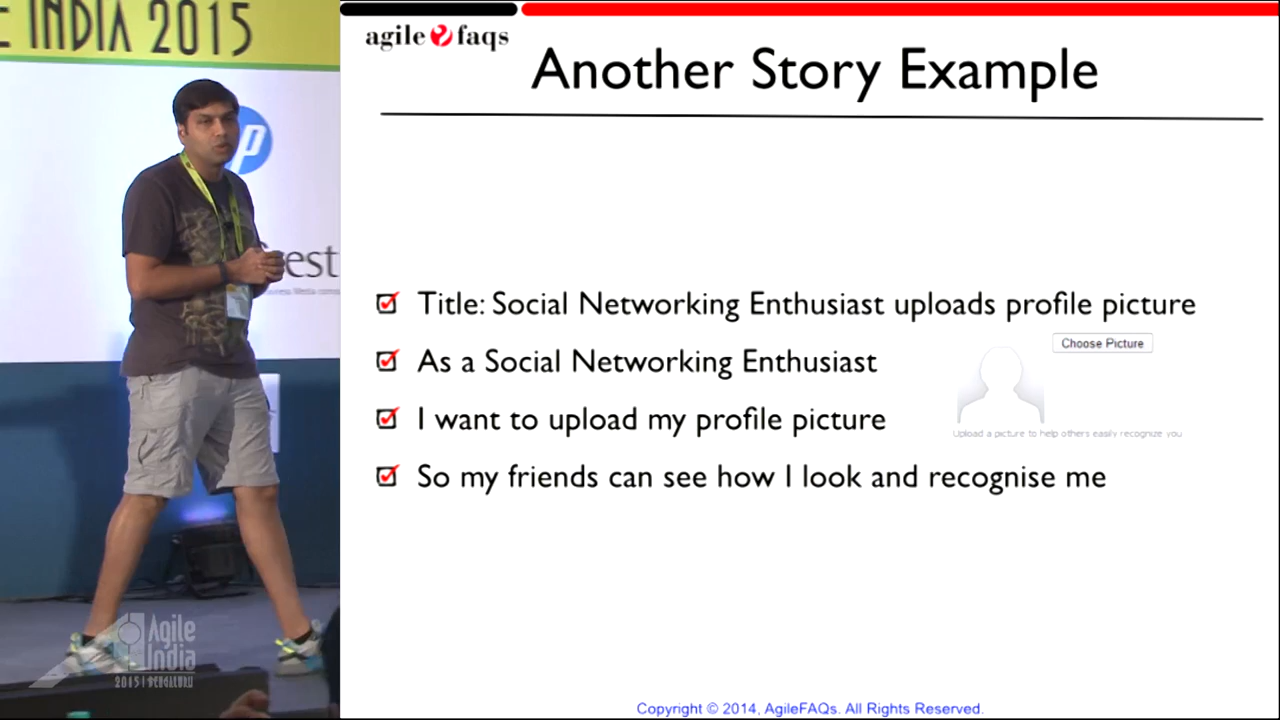 INDIA 2015
agile faqs
Another Story Example
Title: Social Networking Enthusiast uploads profile picture
Choose Picture
As a Social Networking Enthusiast
Upload a picture to help others easily recognize you
I want to upload my profile picture
So my friends can see how I look and recognise me
Agile
India
2015 | BENGALURU
Copyright © 2014, AgileFAQs. All Rights Reserved.